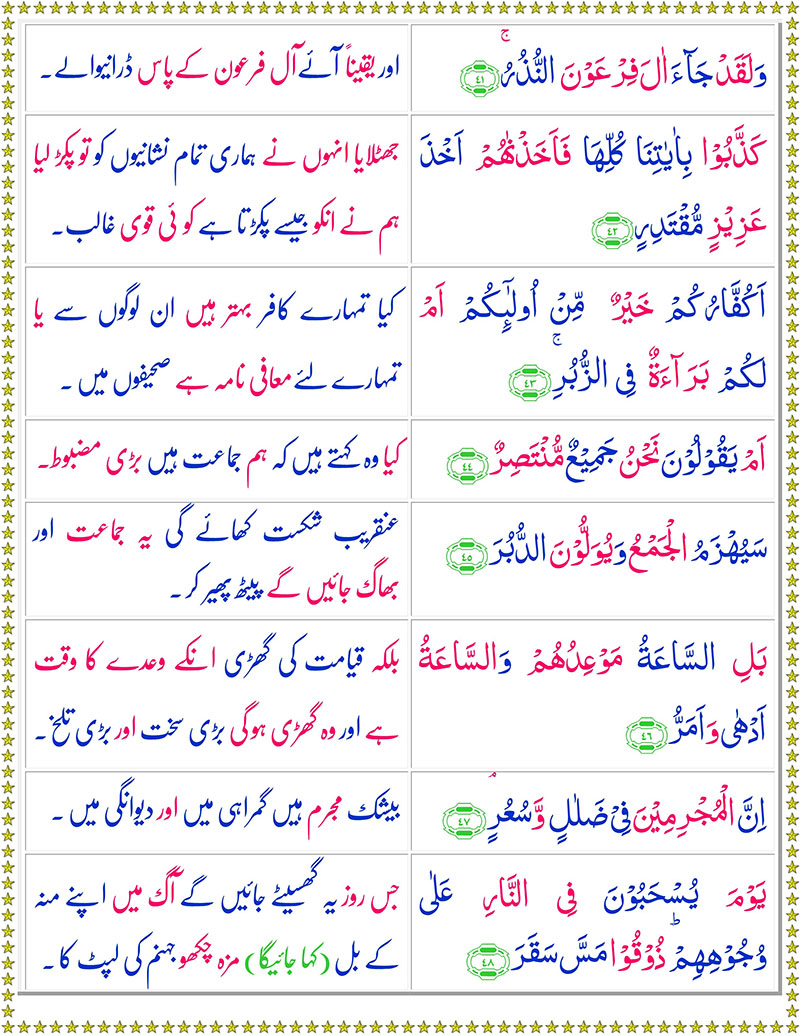 وَلَقَدْ جَآءَ اٰلَ فِرْعَوْنَ النُّذُرُۚ ﴿٤١﴾
اور یقیناً آئے آل فرعون کے پاس ڈرانیوالے۔
كَذَّبُوْا بِاٰيٰتِنَا كُلِّهَا فَاَخَذْنٰهُمْ اَخْذَ
عَزِيْزٍ مُّقْتَدِرٍ ﴿٤٢﴾
جھٹلایا انہوں نے ہماری تمام نشانیوں کو تو پکڑ لیا
ہم نے انکو جیسے پکڑتا ہے کوئی قوی غالب۔
اَكُفَّارُكُمْ خَيْرٌ مِّنْ اُولٰٓئِكُمْ اَمْ
لَكُمْ بَرَآءَةٌ فِى الزُّبُرِۚ ﴿٤٣﴾
کیا تمہارے کافر بہتر ہیں ان لوگوں سے یا
تمہارے لئے معافی نامہ ہے صحیفوں میں۔
اَمْ يَقُوْلُوْنَ نَحْنُ جَمِيْعٌ مُّنْتَصِرٌ ﴿٤٤﴾
کیا وہ کہتے ہیں کہ ہم جماعت ہیں بڑی مضبوط۔
سَيُهْزَمُ الْجَمْعُ وَيُوَلُّوْنَ الدُّبُرَ ﴿٤٥﴾
عنقریب شکست کھائے گی یہ جماعت اور
بھاگ جائیں گے پیٹھ پھیر کر۔
بَلِ السَّاعَةُ مَوْعِدُهُمْ وَالسَّاعَةُ
اَدْهٰى وَاَمَرُّ ﴿٤٦﴾
بلکہ قیامت کی گھڑی انکے وعدے کا وقت
ہے اور وہ گھڑی ہوگی بڑی سخت اور بڑی تلخ۔
اِنَّ الْمُجْرِمِيْنَ فِىْ ضَلٰلٍ وَّسُعُرٍۘ ﴿٤٧﴾
بیشک مجرم ہیں گمراہی میں اور دیوانگی میں۔
يَوْمَ يُسْحَبُوْنَ فِى النَّارِ عَلٰى
وُجُوْهِهِمْؕ ذُوْقُوْا مَسَّ سَقَرَ ﴿٤٨﴾
جس روز یہ گھسیٹے جائیں گے آگ میں اپنے منہ
کے بل (کہا جائیگا) مزہ چکھو جہنم کی لپٹ کا۔